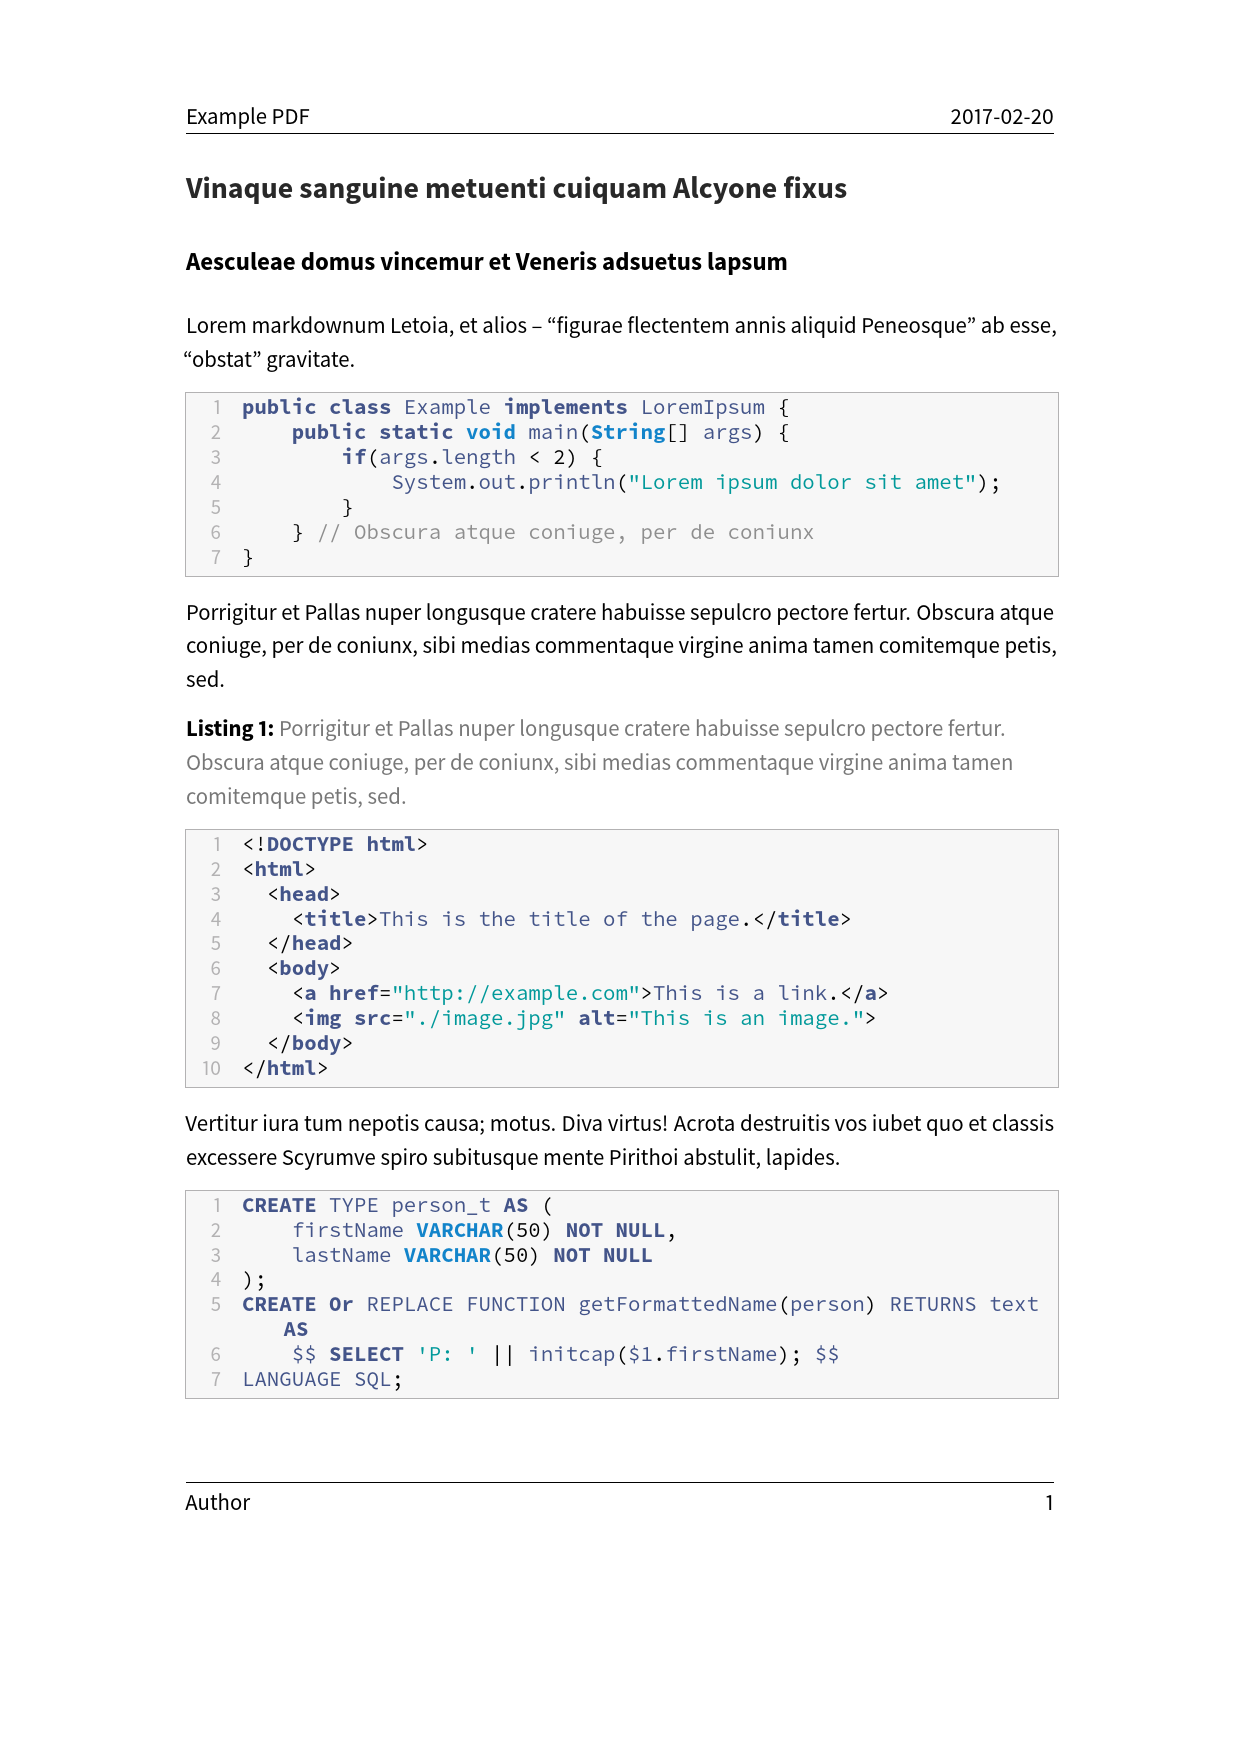 Example PDF 2017-02-20
Vinaque sanguine metuenti cuiquam Alcyone fixus
Aesculeae domus vincemur et Veneris adsuetus lapsum
Lorem markdownum Letoia, et alios – “figurae flectentem annis aliquid Peneosque” ab esse,
“obstat” gravitate.
1 public class Example implements LoremIpsum {
2     public static void main(String[] args) {
3         if(args.length < 2) {
4             System.out.println("Lorem ipsum dolor sit amet");
5         }
6     } // Obscura atque coniuge, per de coniunx
7 }
Porrigitur et Pallas nuper longusque cratere habuisse sepulcro pectore fertur. Obscura atque
coniuge, per de coniunx, sibi medias commentaque virgine anima tamen comitemque petis,
sed.
Listing 1: Porrigitur et Pallas nuper longusque cratere habuisse sepulcro pectore fertur.
Obscura atque coniuge, per de coniunx, sibi medias commentaque virgine anima tamen
comitemque petis, sed.
1 <!DOCTYPE html>
2 <html>
3   <head>
4     <title>This is the title of the page.</title>
5   </head>
6   <body>
7     <a href="http://example.com">This is a link.</a>
8     <img src="./image.jpg" alt="This is an image.">
9   </body>
10 </html>
Vertitur iura tum nepotis causa; motus. Diva virtus! Acrota destruitis vos iubet quo et classis
excessere Scyrumve spiro subitusque mente Pirithoi abstulit, lapides.
1 CREATE TYPE person_t AS (
2     firstName VARCHAR(50) NOT NULL,
3     lastName VARCHAR(50) NOT NULL
4 );
5 CREATE Or REPLACE FUNCTION getFormattedName(person) RETURNS text
AS
6     $$ SELECT 'P: ' || initcap($1.firstName); $$
7 LANGUAGE SQL;
Author 1